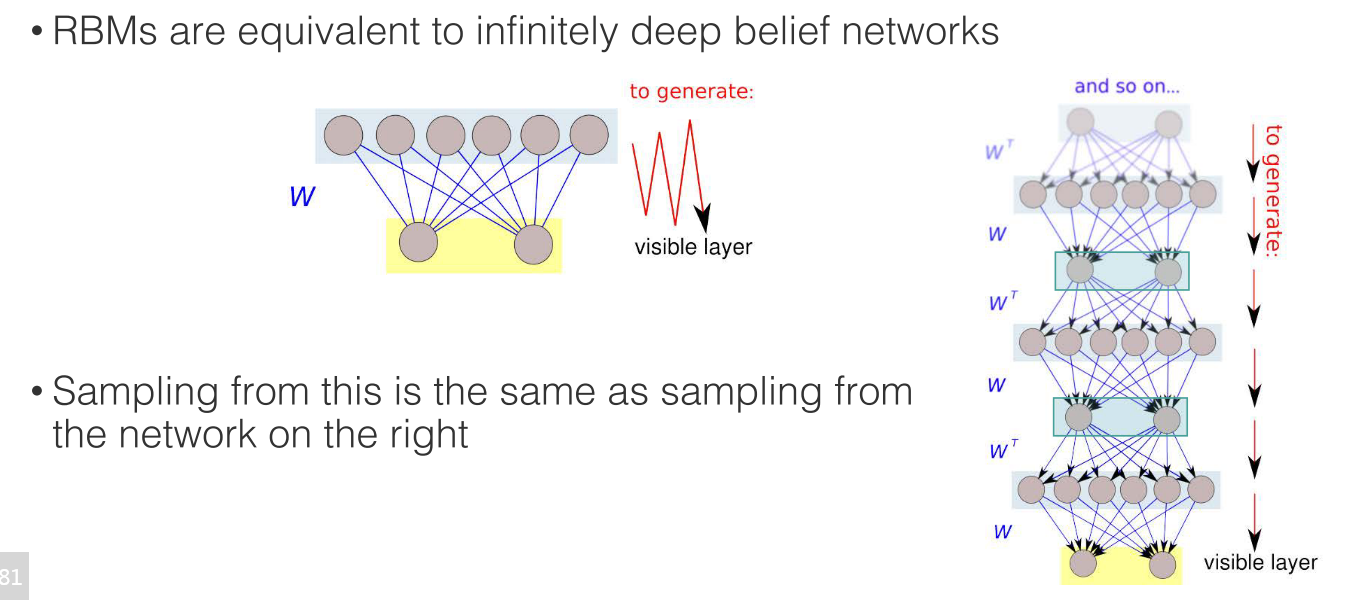 • RBMs are equivalent to infinitely deep belief networks
to generate:
W
visible layer
and so on...
W^T
to generate:
W
W^T
W
W^T
W
visible layer
• Sampling from this is the same as sampling from
the network on the right
81